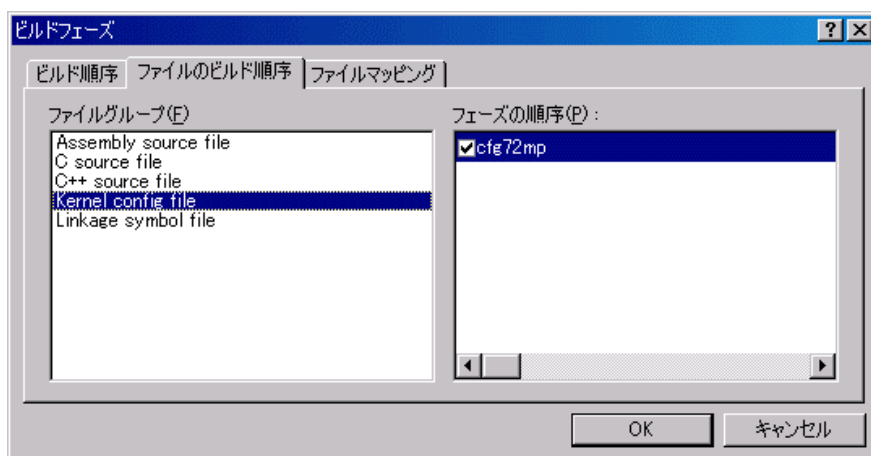 ビルドフェーズ
ビルド順序 ファイルのビルド順序 ファイルマッピング
ファイルグループ(F)
Assembly source file
C source file
C++ source file
Kernel config file
Linkage symbol file
フェーズの順序(P):
cfg72mp
OK キャンセル